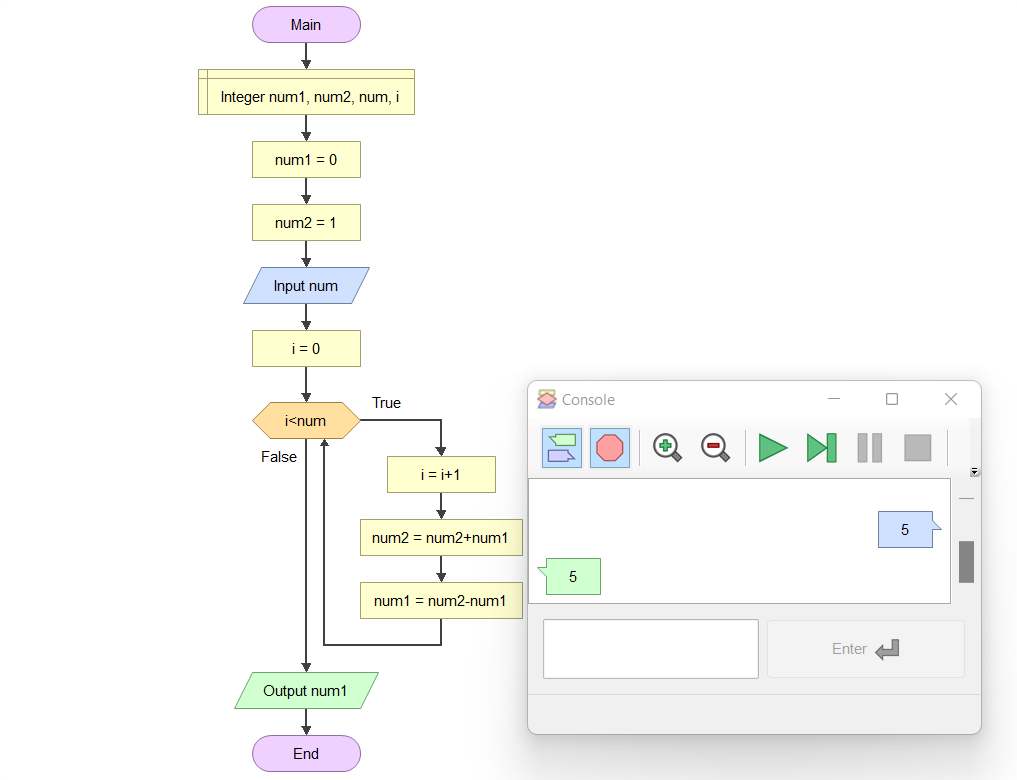 Main
Integer num1, num2, num, i
num1 = 0
num2 = 1
Input num
i = 0
i<num
True
False
i = i+1
num2 = num2+num1
num1 = num2-num1
Output num1
End
Console
5
5
Enter